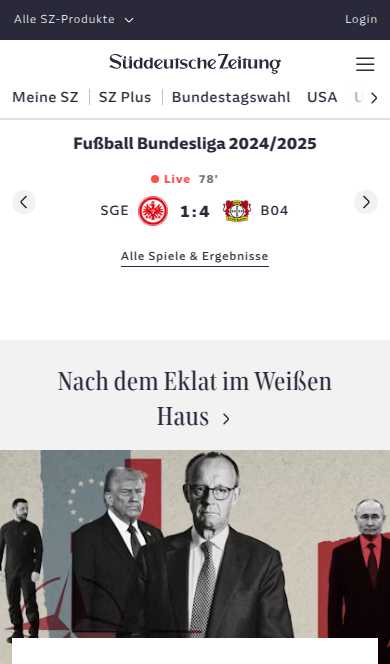 Alle SZ-Produkte
Login
Süddeutsche Zeitung
Meine SZ
SZ Plus
Bundestagswahl
USA
Fußball Bundesliga 2024/2025
Live 78'
SGE 1:4 B04
Alle Spiele & Ergebnisse
Nach dem Eklat im Weißen
Haus